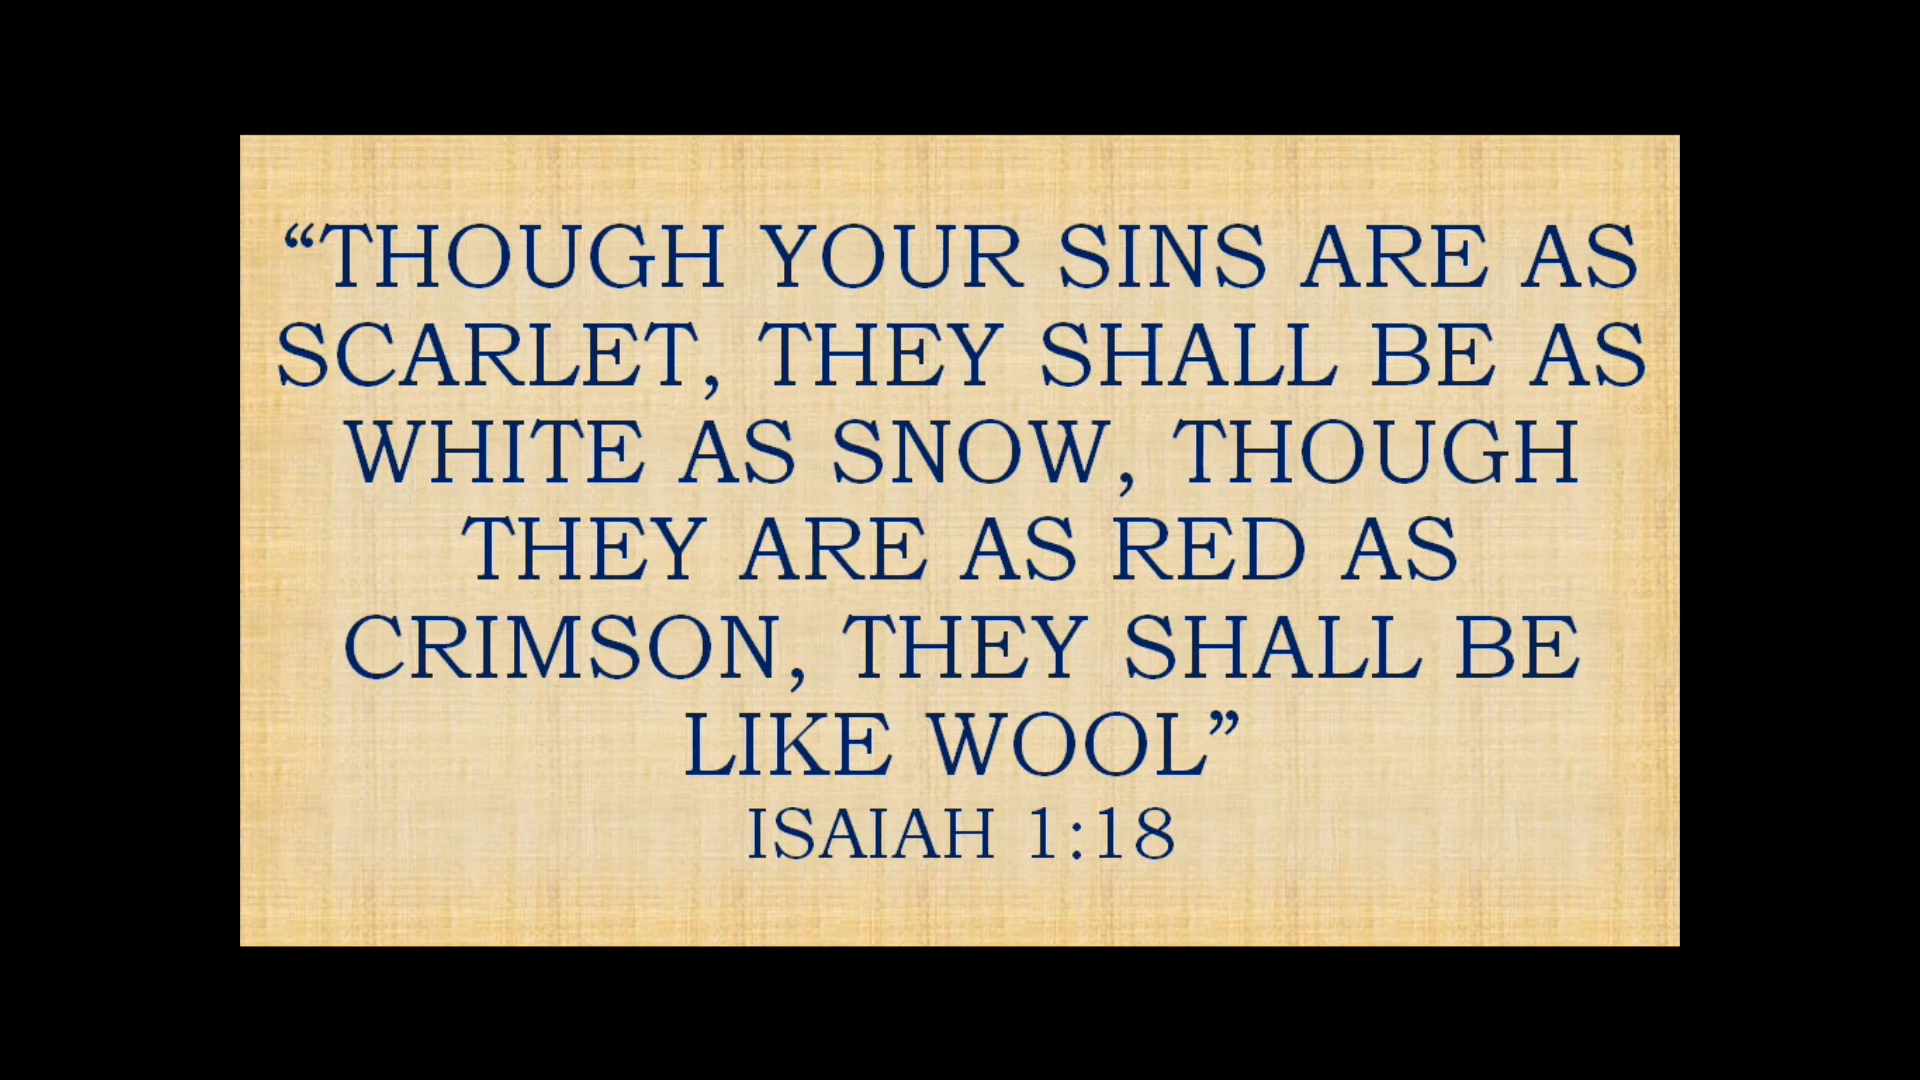 “THOUGH YOUR SINS ARE AS
SCARLET, THEY SHALL BE AS
WHITE AS SNOW, THOUGH
THEY ARE AS RED AS
CRIMSON, THEY SHALL BE
LIKE WOOL”
ISAIAH 1:18